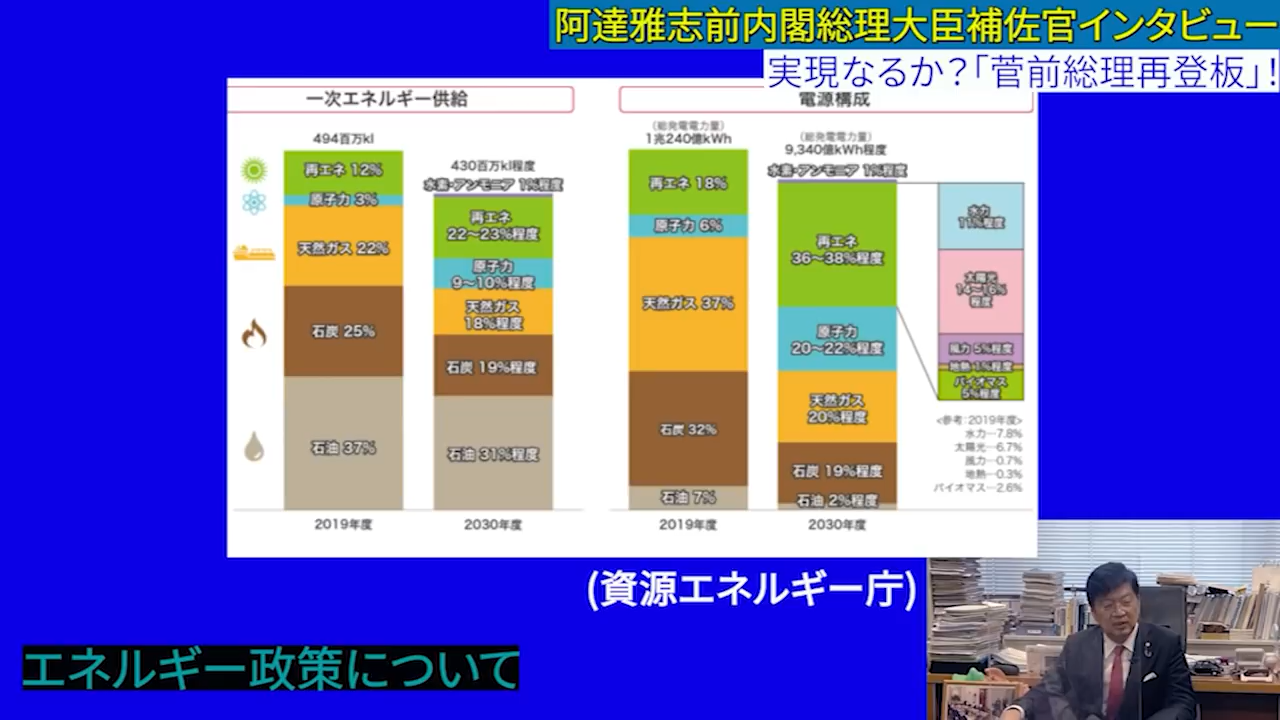 阿達雅志前内閣総理大臣補佐官インタビュー
実現なるか?「菅前総理再登板」!
一次エネルギー供給
494百万kl
再エネ 12%
原子力 3%
天然ガス 22%
石炭 25%
石油 37%
2019年度
430百万kl程度
水素・アンモニア 1%程度
再エネ
22〜23%程度
原子力
9〜10%程度
天然ガス
18%程度
石炭 19%程度
石油 31%程度
2030年度
電源構成
(総発電電力量)
1兆240億kWh
再エネ 18%
原子力 6%
天然ガス 37%
石炭 32%
石油 7%
2019年度
(総発電電力量)
9,340億kWh程度
水素・アンモニア 1%程度
再エネ
36〜38%程度
原子力
20〜22%程度
天然ガス
20%程度
石炭 19%程度
石油 2%程度
2030年度
水力
11%程度
太陽光
14〜16%
程度
風力 5%程度
地熱 1%程度
バイオマス
5%程度
<参考:2019年度>
水力…7.8%
太陽光…6.7%
風力…0.7%
地熱…0.3%
バイオマス…2.6%
(資源エネルギー庁)
エネルギー政策について